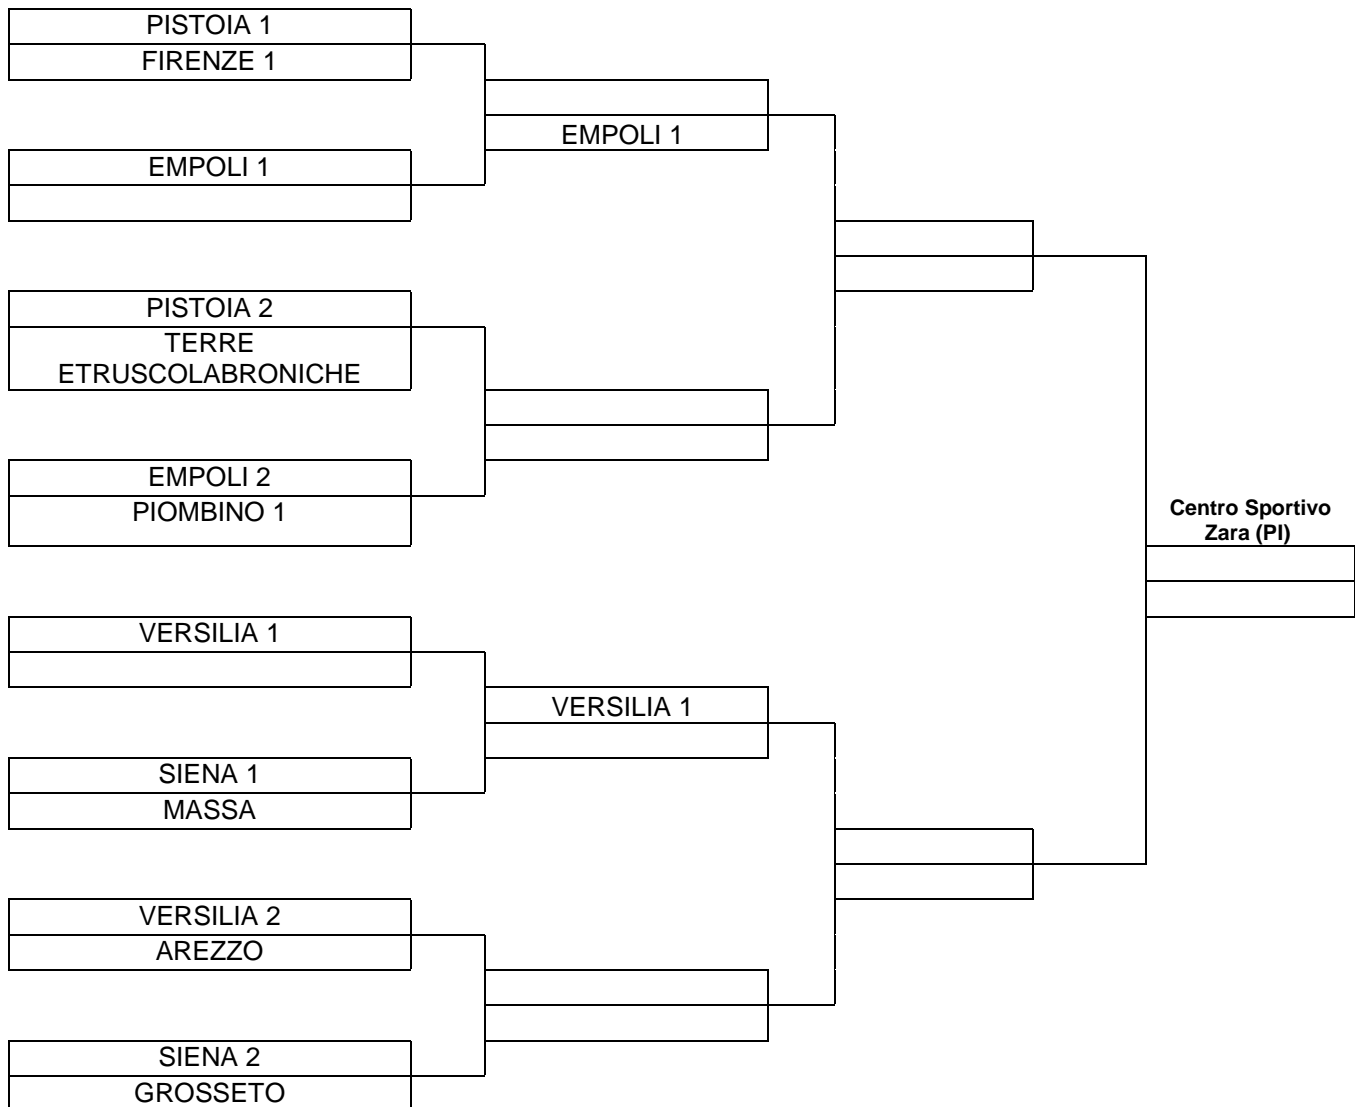 PISTOIA 1
FIRENZE 1
EMPOLI 1
EMPOLI 1
PISTOIA 2
TERRE
ETRUSCOLABRONICHE
EMPOLI 2
PIOMBINO 1
Centro Sportivo
Zara (PI)
VERSILIA 1
VERSILIA 1
SIENA 1
MASSA
VERSILIA 2
AREZZO
SIENA 2
GROSSETO